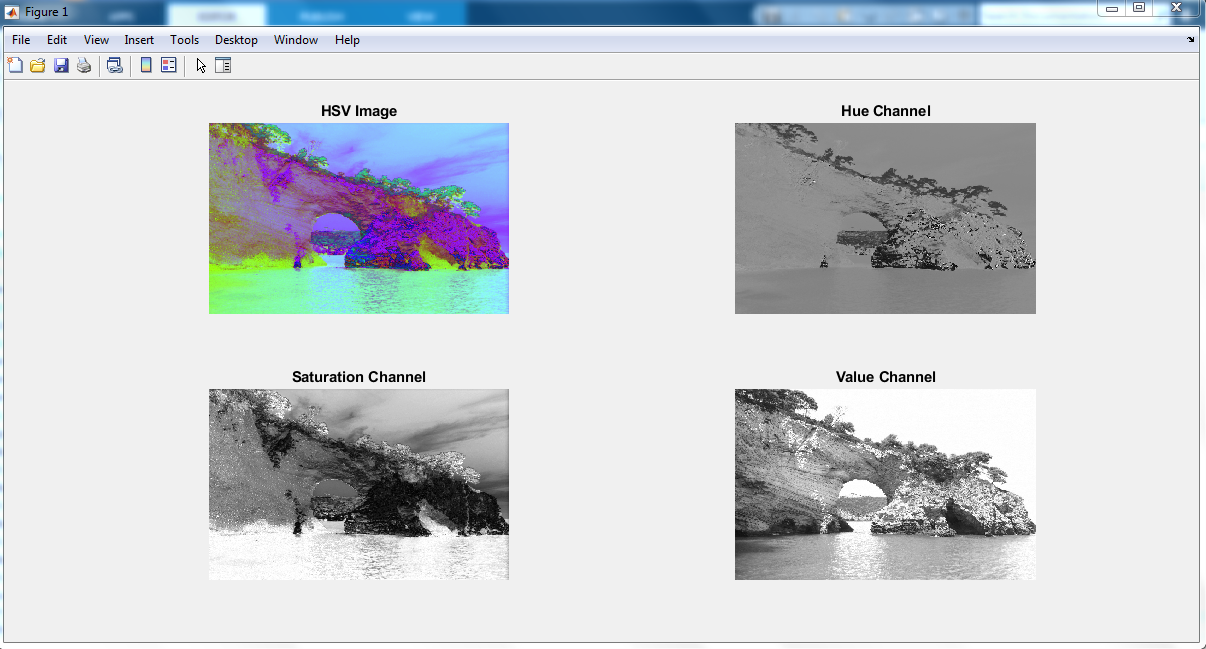 Figure 1
File Edit View Insert Tools Desktop Window Help
HSV Image
Hue Channel
Saturation Channel
Value Channel